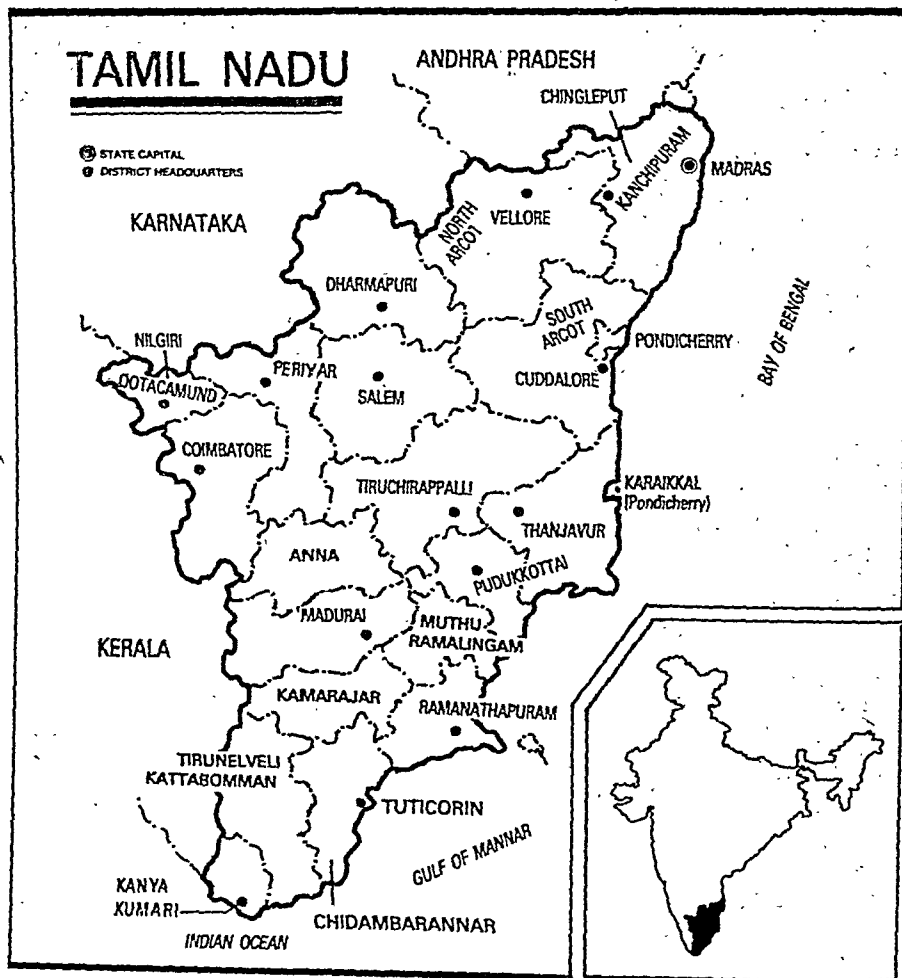 TAMIL NADU
ANDHRA PRADESH
CHINGLEPUT
STATE CAPITAL
DISTRICT HEADQUARTERS
MADRAS
KANCHIPURAM
KARNATAKA
VELLORE
NORTH
ARCOT
DHARMAPURI
SOUTH
ARCOT
BAY OF BENGAL
NILGIRI
PONDICHERRY
PERIYAR
OOTACAMUND
SALEM
CUDDALORE
COIMBATORE
TIRUCHIRAPPALLI
KARAIKKAL
(Pondicherry)
THANJAVUR
ANNA
PUDUKKOTTAI
MADURAI
MUTHU
RAMALINGAM
KERALA
KAMARAJAR
RAMANATHAPURAM
TIRUNELVELI
KATTABOMMAN
TUTICORIN
GULF OF MANNAR
KANYA
KUMARI
CHIDAMBARANNAR
INDIAN OCEAN